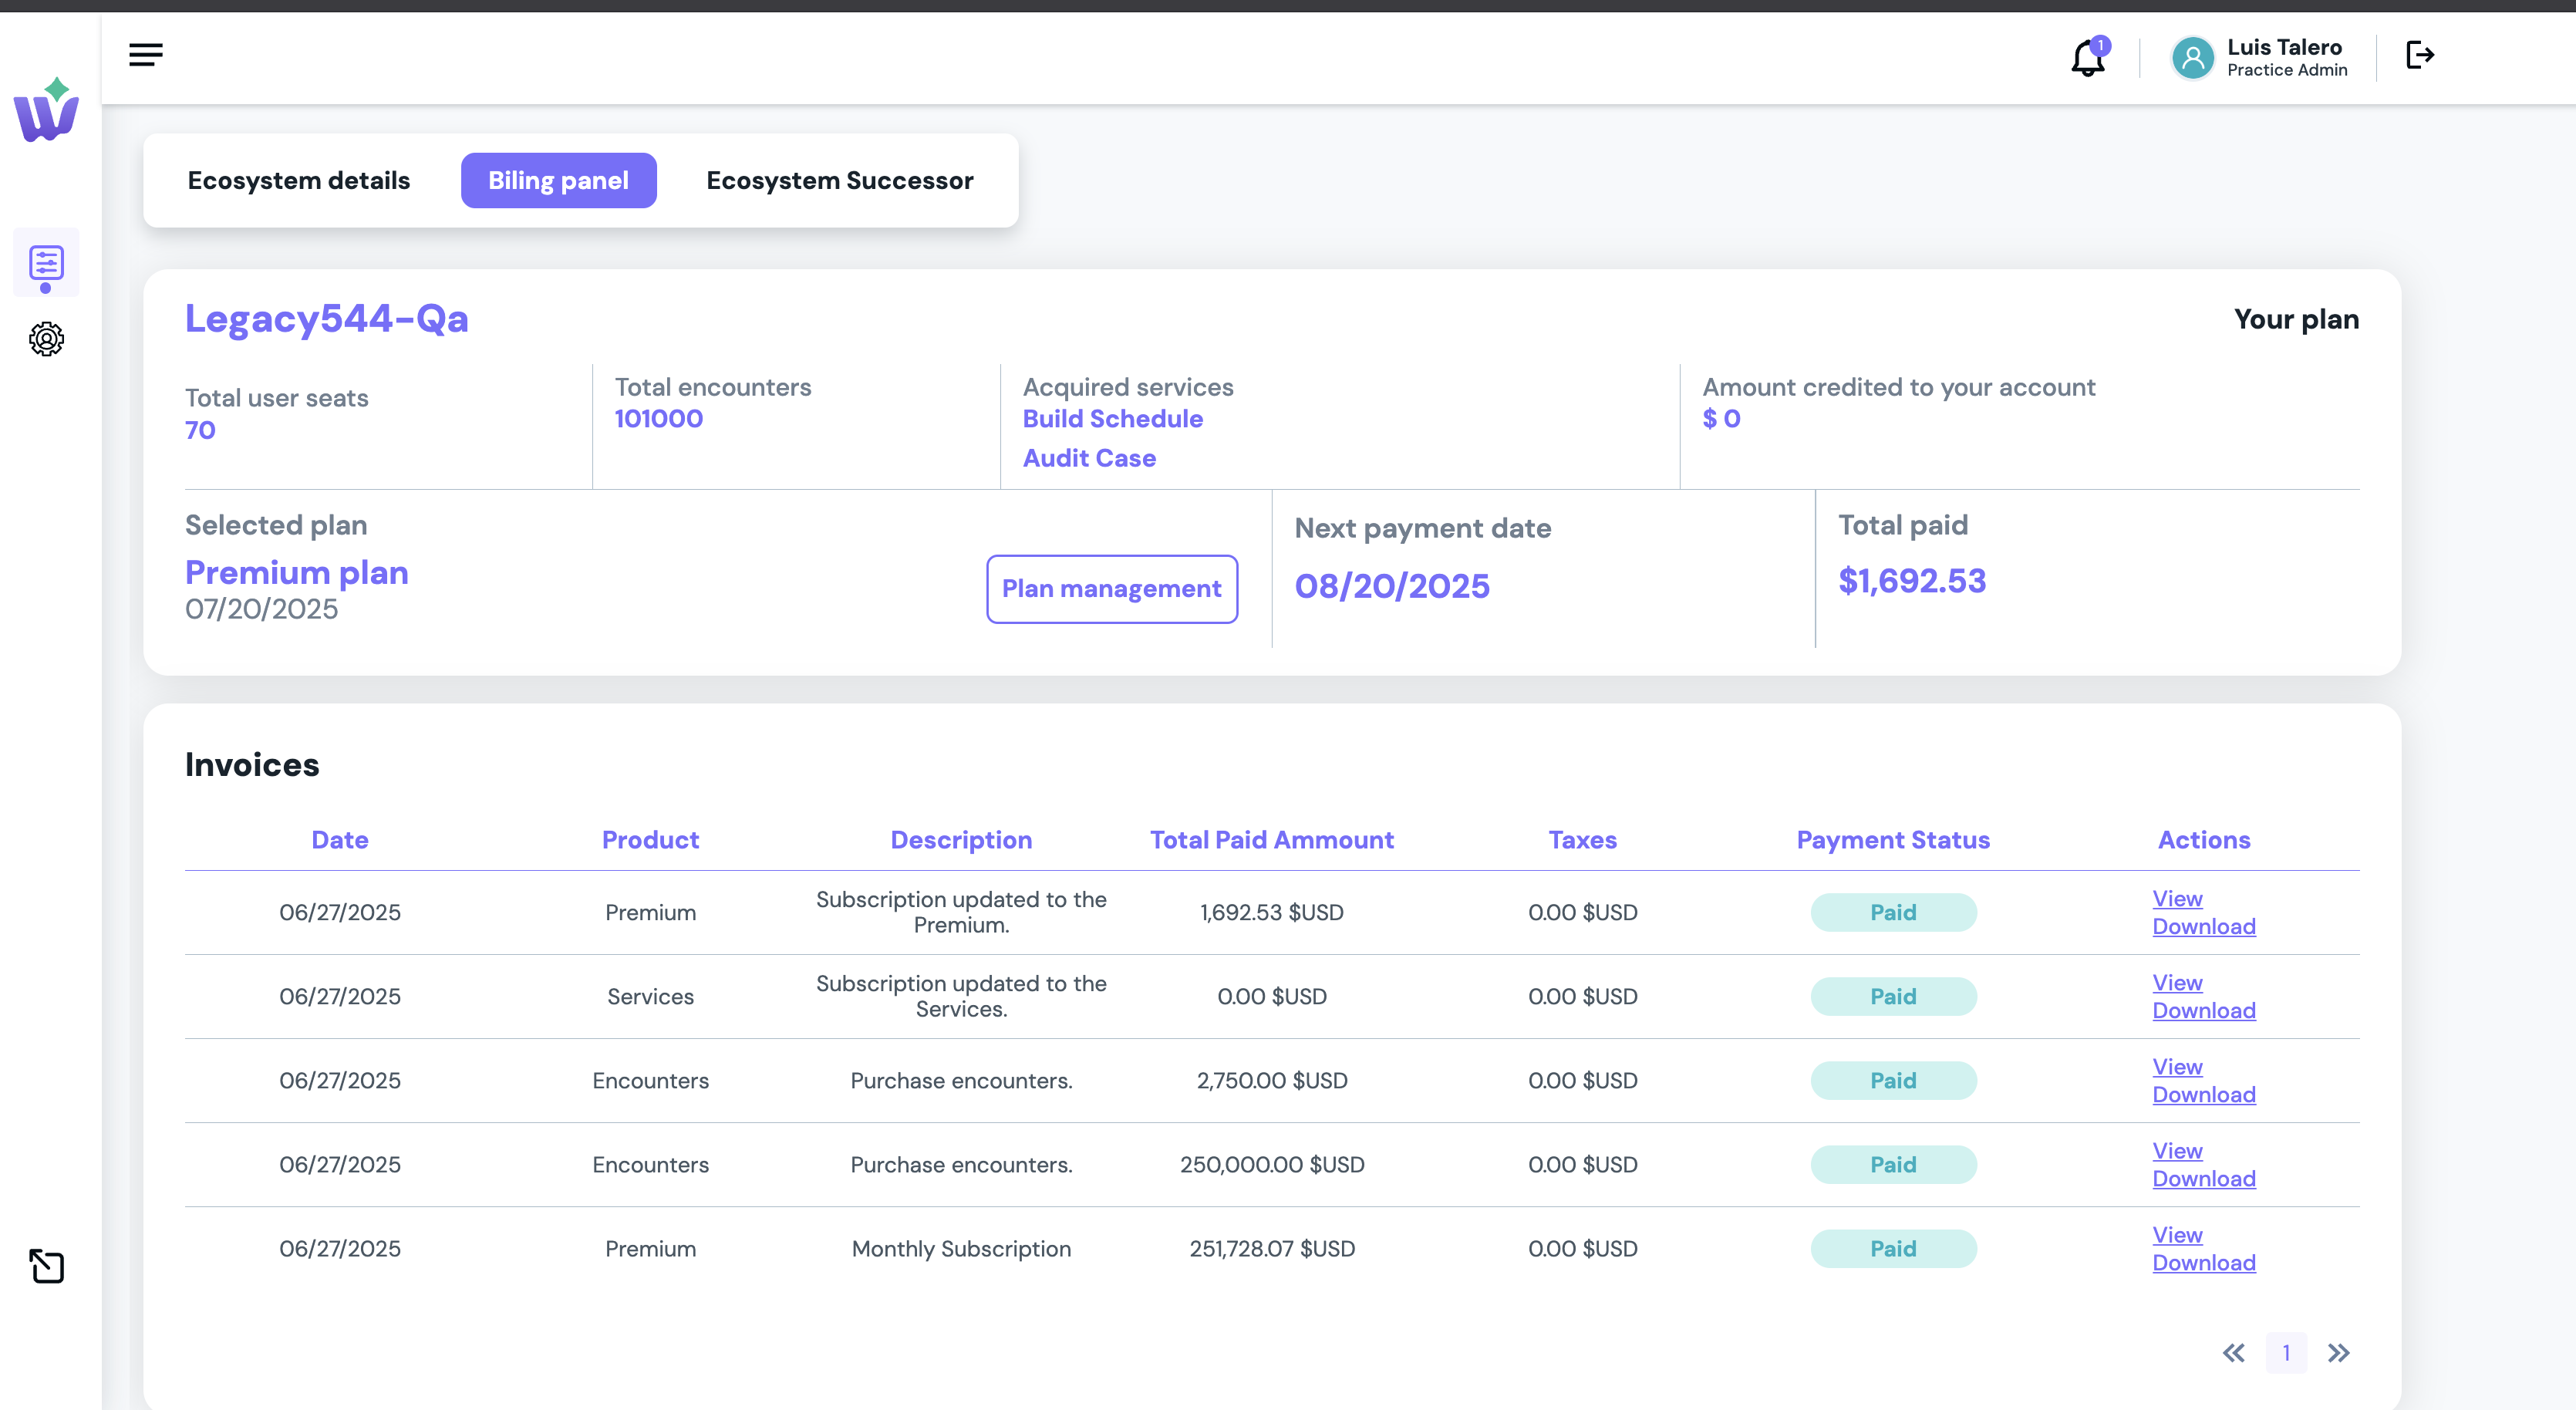 1
Luis Talero
Practice Admin
Ecosystem details
Biling panel
Ecosystem Successor
Legacy544-Qa
Your plan
Total user seats
70
Total encounters
101000
Acquired services
Build Schedule
Audit Case
Amount credited to your account
$ 0
Selected plan
Premium plan
07/20/2025
Plan management
Next payment date
08/20/2025
Total paid
$1,692.53
Invoices
Date Product Description Total Paid Ammount Taxes Payment Status Actions
06/27/2025 Premium Subscription updated to the Premium. 1,692.53 $USD 0.00 $USD Paid View Download
06/27/2025 Services Subscription updated to the Services. 0.00 $USD 0.00 $USD Paid View Download
06/27/2025 Encounters Purchase encounters. 2,750.00 $USD 0.00 $USD Paid View Download
06/27/2025 Encounters Purchase encounters. 250,000.00 $USD 0.00 $USD Paid View Download
06/27/2025 Premium Monthly Subscription 251,728.07 $USD 0.00 $USD Paid View Download
1